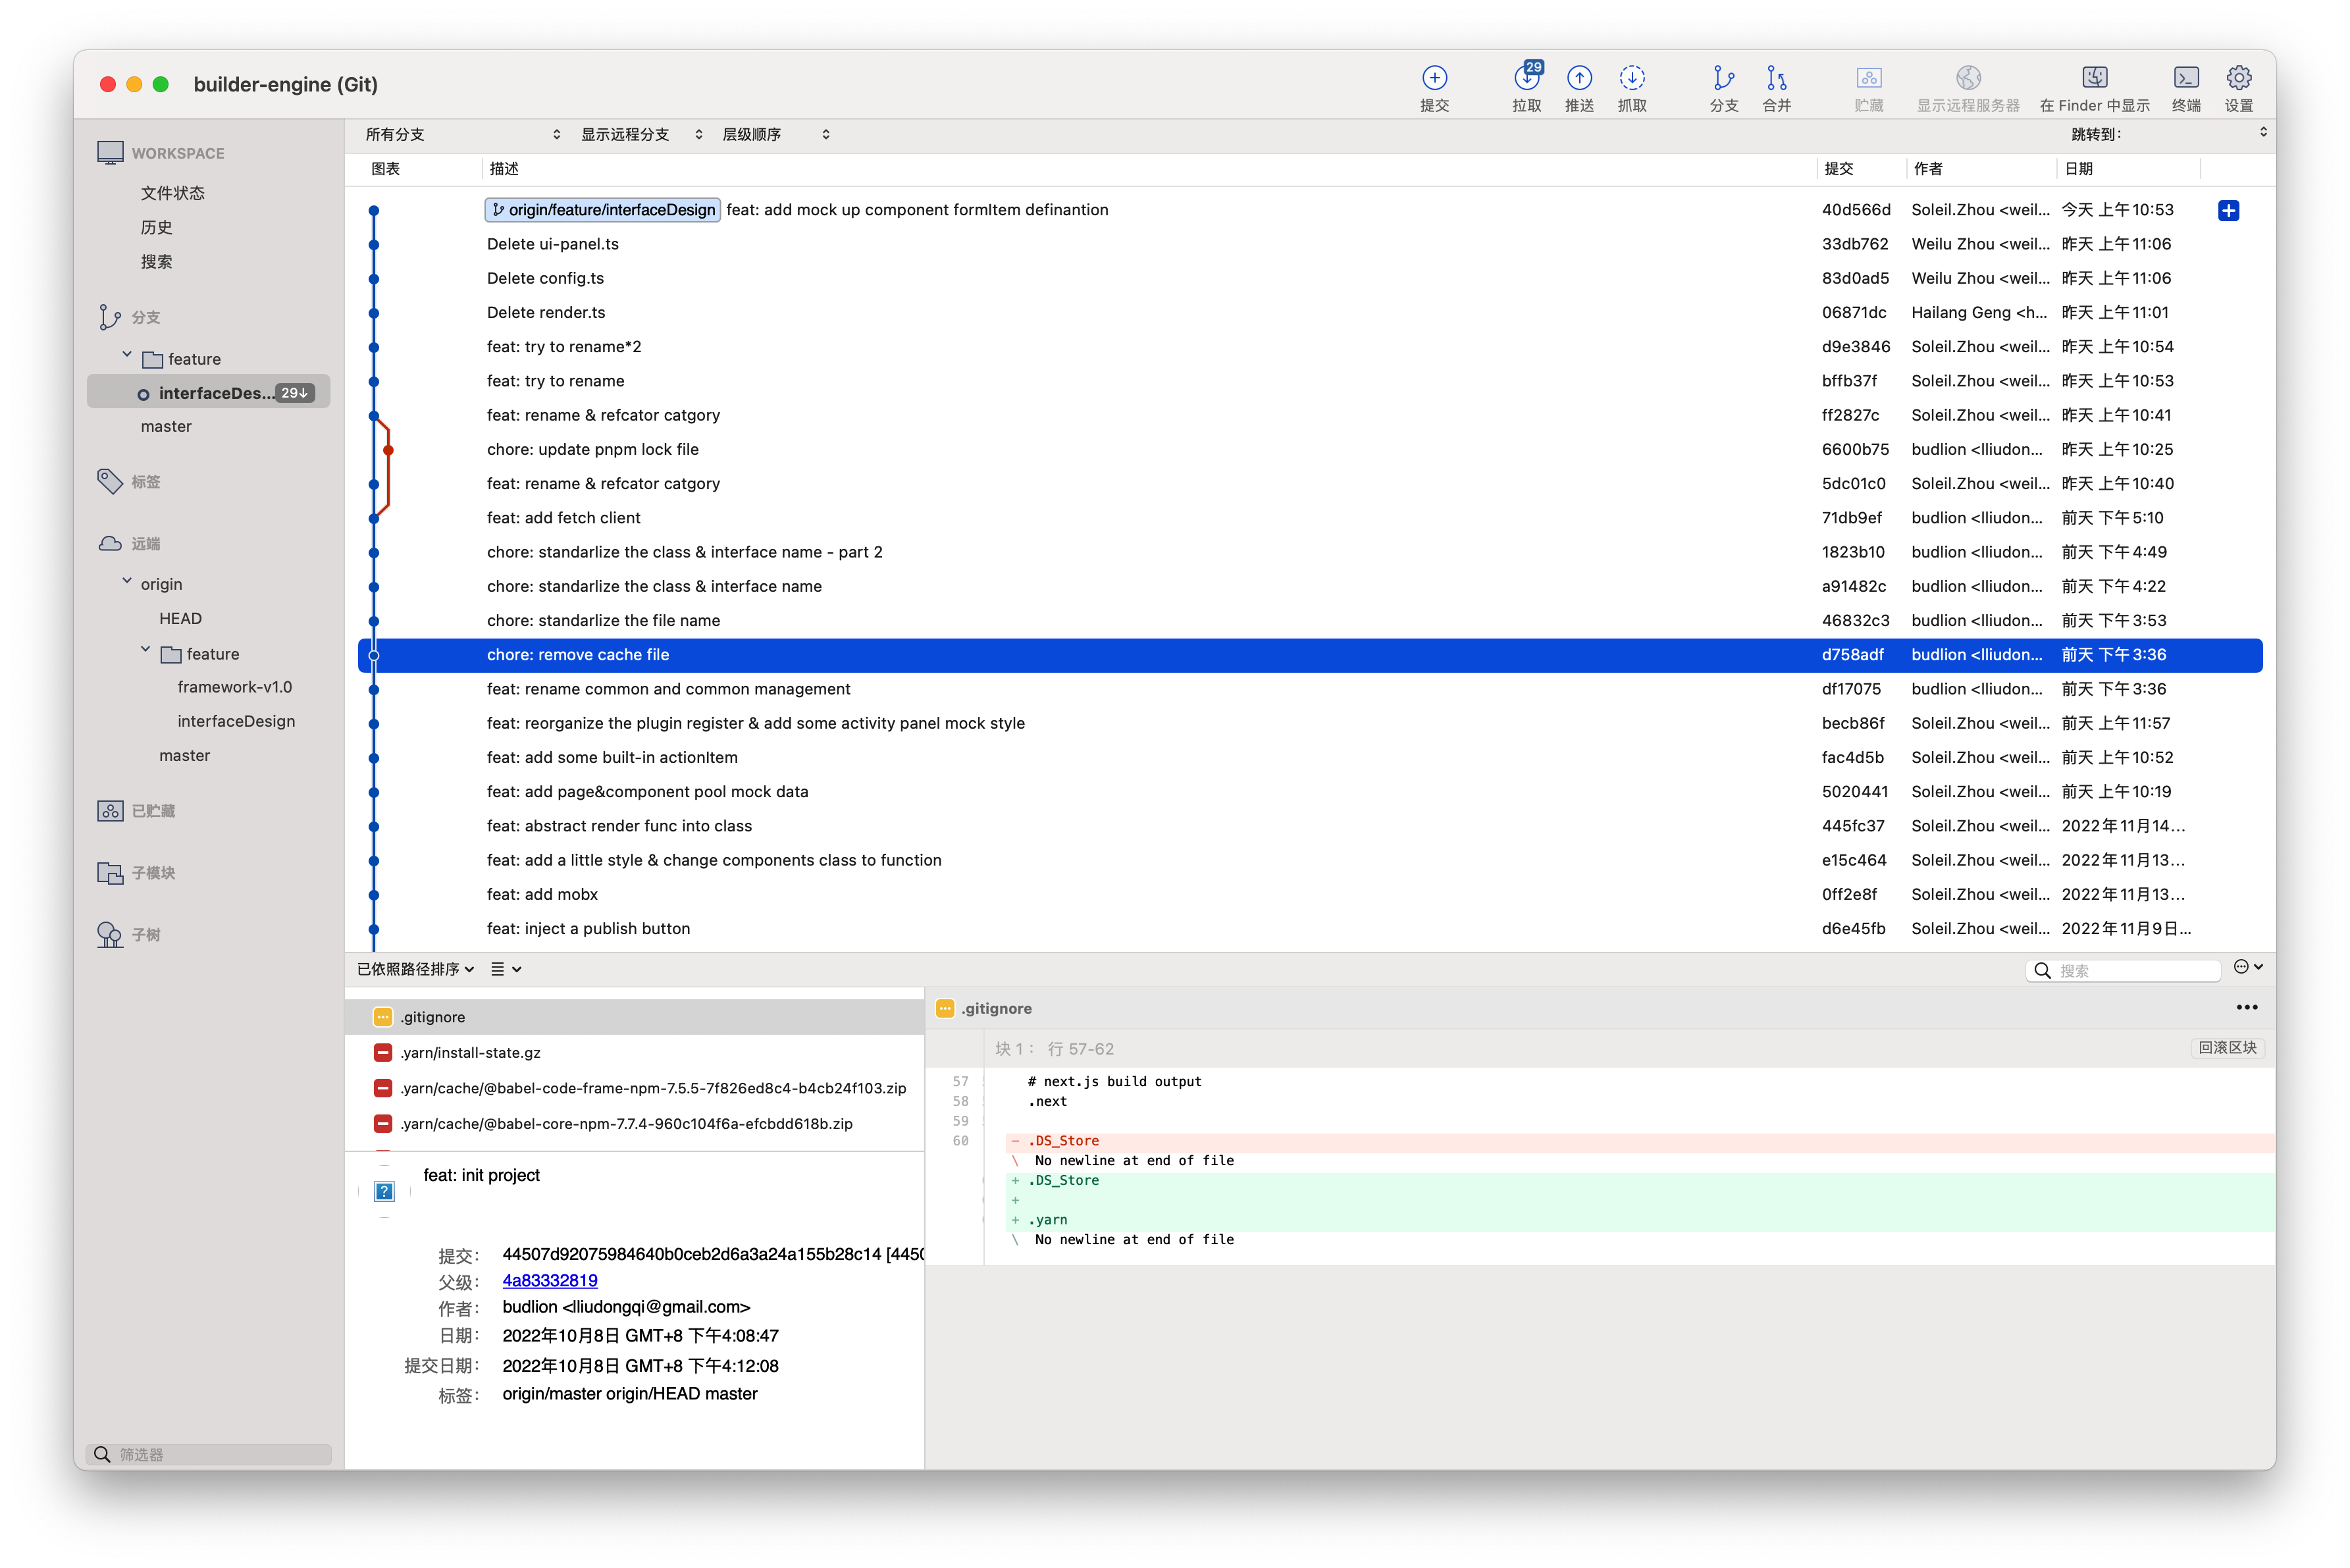 builder-engine (Git)
提交
29
拉取
推送
抓取
分支
合并
贮藏
显示远程服务器
在 Finder 中显示
终端
设置
WORKSPACE
文件状态
历史
搜索
分支
feature
interfaceDes... 29↓
master
标签
远端
origin
HEAD
feature
framework-v1.0
interfaceDesign
master
已贮藏
子模块
子树
筛选器
所有分支 显示远程分支 层级顺序 跳转到:
图表 描述 提交 作者 日期
origin/feature/interfaceDesign feat: add mock up component formItem definantion 40d566d Soleil.Zhou <weil... 今天 上午10:53
Delete ui-panel.ts 33db762 Weilu Zhou <weil... 昨天 上午11:06
Delete config.ts 83d0ad5 Weilu Zhou <weil... 昨天 上午11:06
Delete render.ts 06871dc Hailang Geng <h... 昨天 上午11:01
feat: try to rename*2 d9e3846 Soleil.Zhou <weil... 昨天 上午10:54
feat: try to rename bffb37f Soleil.Zhou <weil... 昨天 上午10:53
feat: rename & refcator catgory ff2827c Soleil.Zhou <weil... 昨天 上午10:41
chore: update pnpm lock file 6600b75 budlion <lliudon... 昨天 上午10:25
feat: rename & refcator catgory 5dc01c0 Soleil.Zhou <weil... 昨天 上午10:40
feat: add fetch client 71db9ef budlion <lliudon... 前天 下午5:10
chore: standarlize the class & interface name - part 2 1823b10 budlion <lliudon... 前天 下午4:49
chore: standarlize the class & interface name a91482c budlion <lliudon... 前天 下午4:22
chore: standarlize the file name 46832c3 budlion <lliudon... 前天 下午3:53
chore: remove cache file d758adf budlion <lliudon... 前天 下午3:36
feat: rename common and common management df17075 budlion <lliudon... 前天 下午3:36
feat: reorganize the plugin register & add some activity panel mock style becb86f Soleil.Zhou <weil... 前天 上午11:57
feat: add some built-in actionItem fac4d5b Soleil.Zhou <weil... 前天 上午10:52
feat: add page&component pool mock data 5020441 Soleil.Zhou <weil... 前天 上午10:19
feat: abstract render func into class 445fc37 Soleil.Zhou <weil... 2022年11月14...
feat: add a little style & change components class to function e15c464 Soleil.Zhou <weil... 2022年11月13...
feat: add mobx 0ff2e8f Soleil.Zhou <weil... 2022年11月13...
feat: inject a publish button d6e45fb Soleil.Zhou <weil... 2022年11月9日...
已依照路径排序
搜索
.gitignore
.yarn/install-state.gz
.yarn/cache/@babel-code-frame-npm-7.5.5-7f826ed8c4-b4cb24f103.zip
.yarn/cache/@babel-core-npm-7.7.4-960c104f6a-efcbdd618b.zip
feat: init project
提交: 44507d92075984640b0ceb2d6a3a24a155b28c14 [445
父级: 4a83332819
作者: budlion <lliudongqi@gmail.com>
日期: 2022年10月8日 GMT+8 下午4:08:47
提交日期: 2022年10月8日 GMT+8 下午4:12:08
标签: origin/master origin/HEAD master
.gitignore
块 1: 行 57-62
回滚区块
57 # next.js build output
58 .next
59
60 - .DS_Store
\ No newline at end of file
+ .DS_Store
+
+ .yarn
\ No newline at end of file